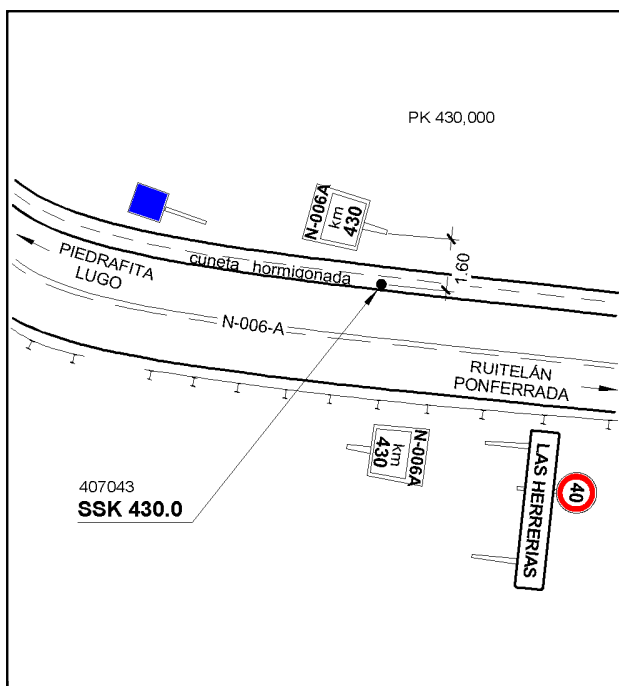 PK 430,000
N-006A
km
430
1.60
cuneta hormigonada
PIEDRAFITA
LUGO
N-006-A
RUITELÁN
PONFERRADA
N-006A
km
430
407043
SSK 430.0
LAS HERRERIAS
40